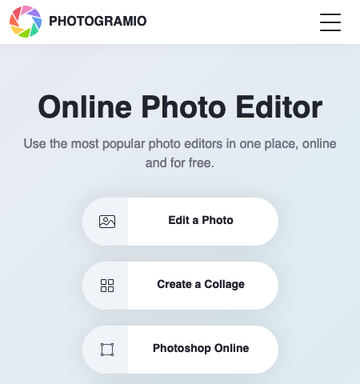 PHOTOGRAMIO
Online Photo Editor
Use the most popular photo editors in one place, online
and for free.
Edit a Photo
Create a Collage
Photoshop Online